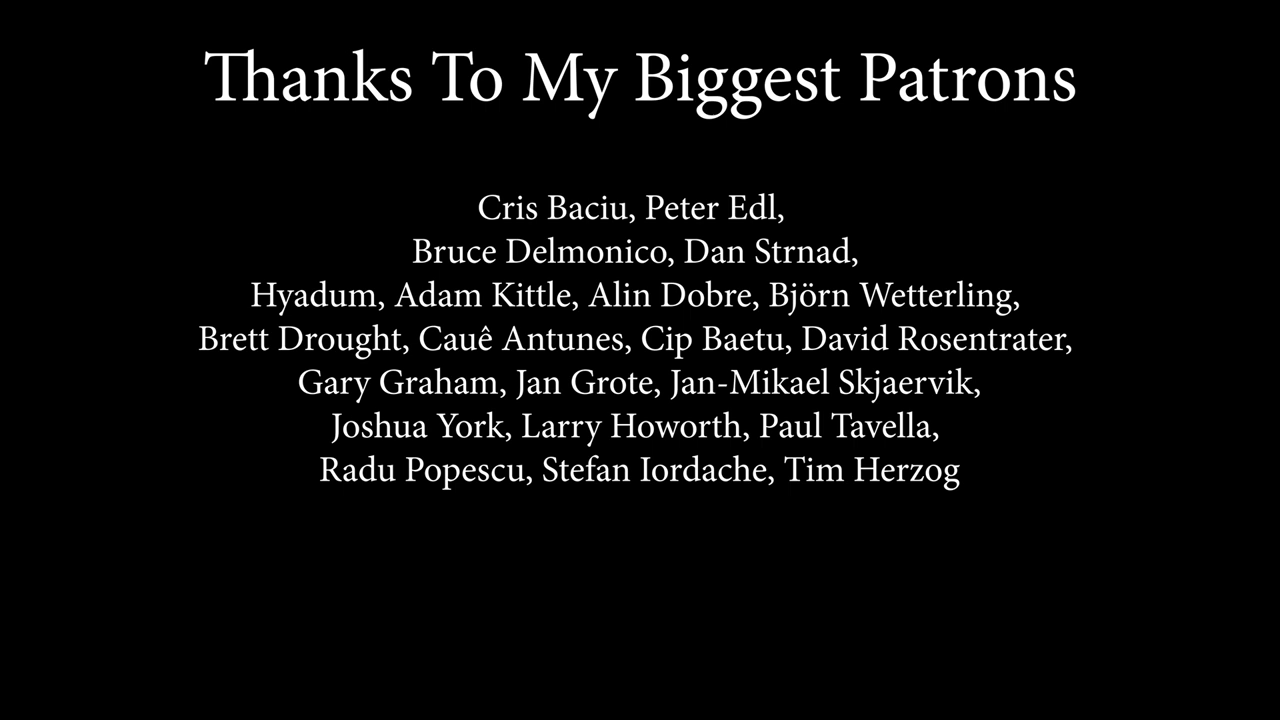 Thanks To My Biggest Patrons
Cris Baciu, Peter Edl,
Bruce Delmonico, Dan Strnad,
Hyadum, Adam Kittle, Alin Dobre, Björn Wetterling,
Brett Drought, Cauê Antunes, Cip Baetu, David Rosentrater,
Gary Graham, Jan Grote, Jan-Mikael Skjaervik,
Joshua York, Larry Howorth, Paul Tavella,
Radu Popescu, Stefan Iordache, Tim Herzog